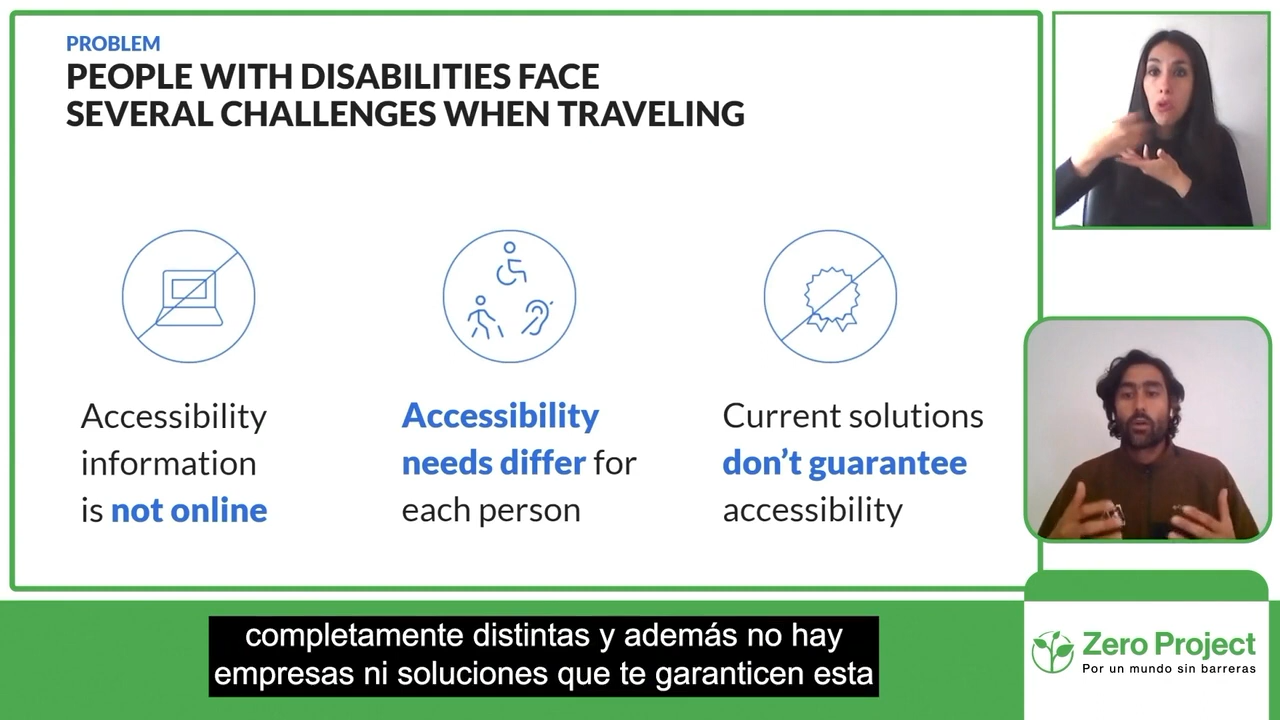 PROBLEM
PEOPLE WITH DISABILITIES FACE
SEVERAL CHALLENGES WHEN TRAVELING
Accessibility
information
is not online
Accessibility
needs differ for
each person
Current solutions
don’t guarantee
accessibility
completamente distintas y además no hay
empresas ni soluciones que te garanticen esta
Zero Project
Por un mundo sin barreras